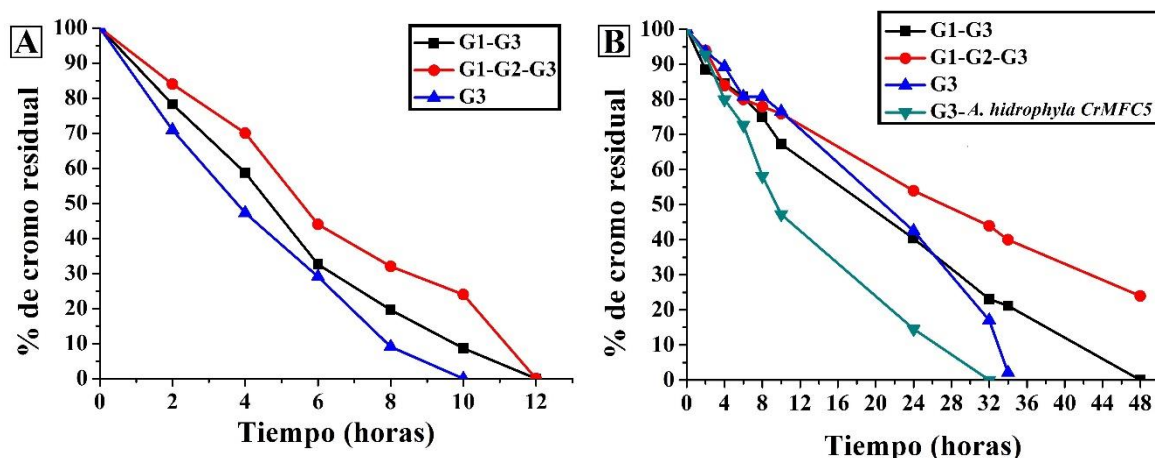 A
% de cromo residual
100
90
80
70
60
50
40
30
20
10
0
G1-G3
G1-G2-G3
G3
0 2 4 6 8 10 12
Tiempo (horas)
B
% de cromo residual
100
90
80
70
60
50
40
30
20
10
0
G1-G3
G1-G2-G3
G3
G3-A. hidrophyla CrMFC5
0 4 8 12 16 20 24 28 32 36 40 44 48
Tiempo (horas)